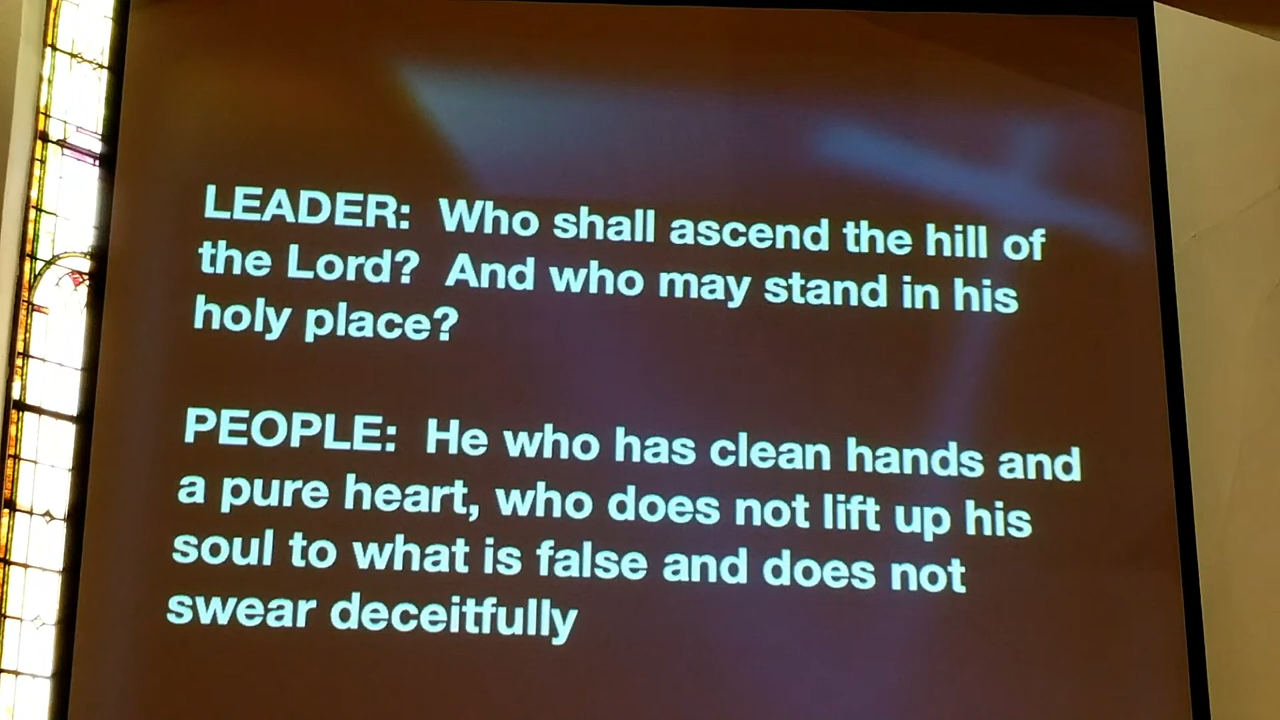 LEADER:  Who shall ascend the hill of
the Lord?  And who may stand in his
holy place?
PEOPLE:  He who has clean hands and
a pure heart, who does not lift up his
soul to what is false and does not
swear deceitfully